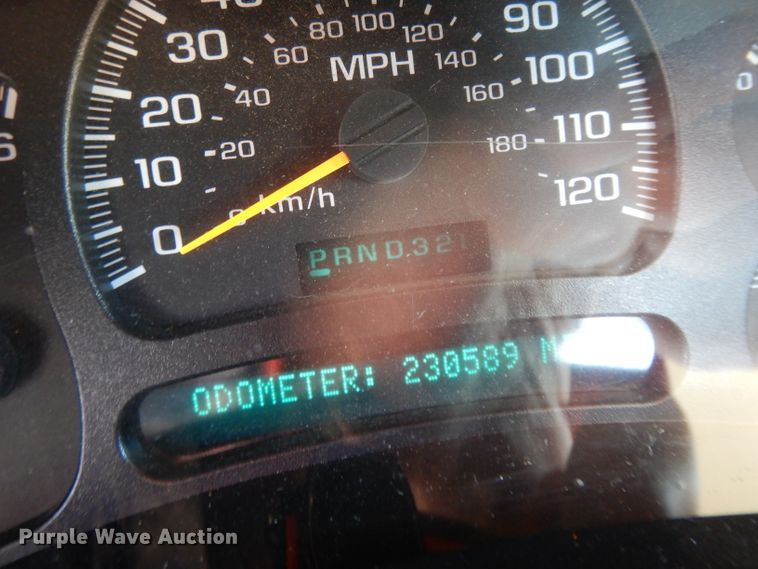 30 60 80 100 120 90
MPH 140 100
20 40 160
20 180 110
10
0 km/h 120
0
PRND321
ODOMETER: 230589 M
Purple Wave Auction